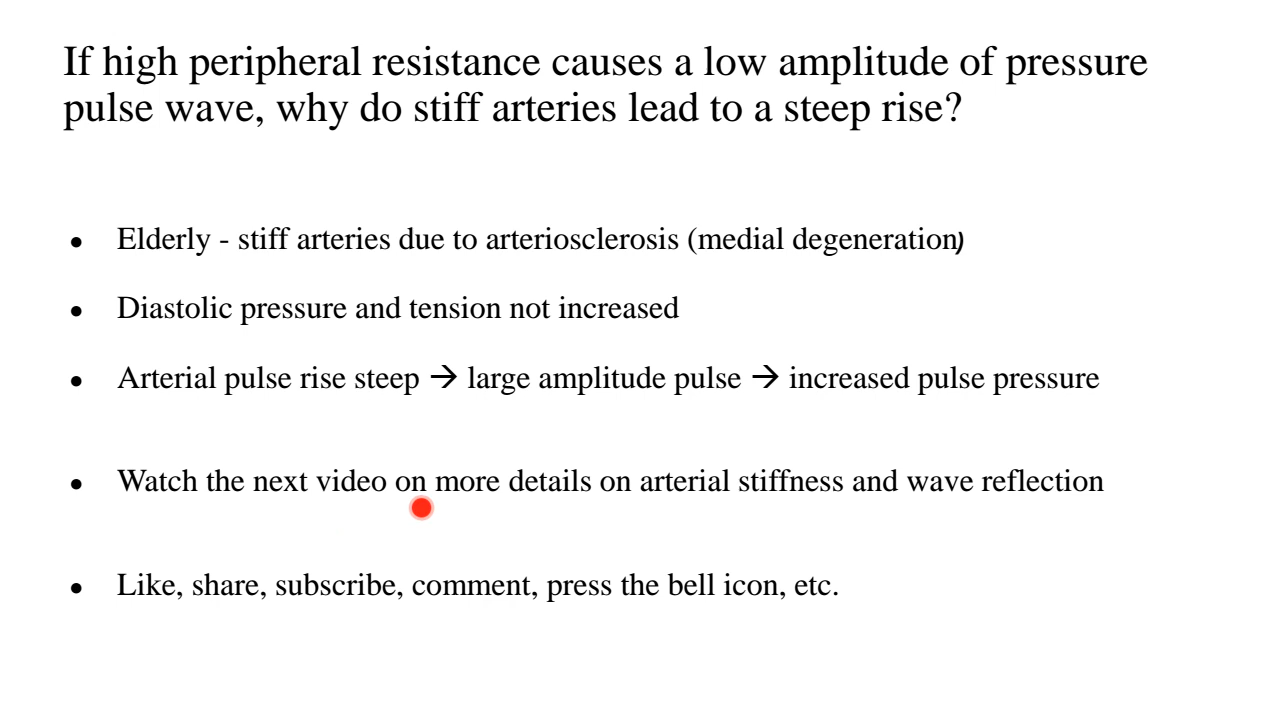 If high peripheral resistance causes a low amplitude of pressure
pulse wave, why do stiff arteries lead to a steep rise?
• Elderly - stiff arteries due to arteriosclerosis (medial degeneration)
• Diastolic pressure and tension not increased
• Arterial pulse rise steep → large amplitude pulse → increased pulse pressure
• Watch the next video on more details on arterial stiffness and wave reflection
• Like, share, subscribe, comment, press the bell icon, etc.